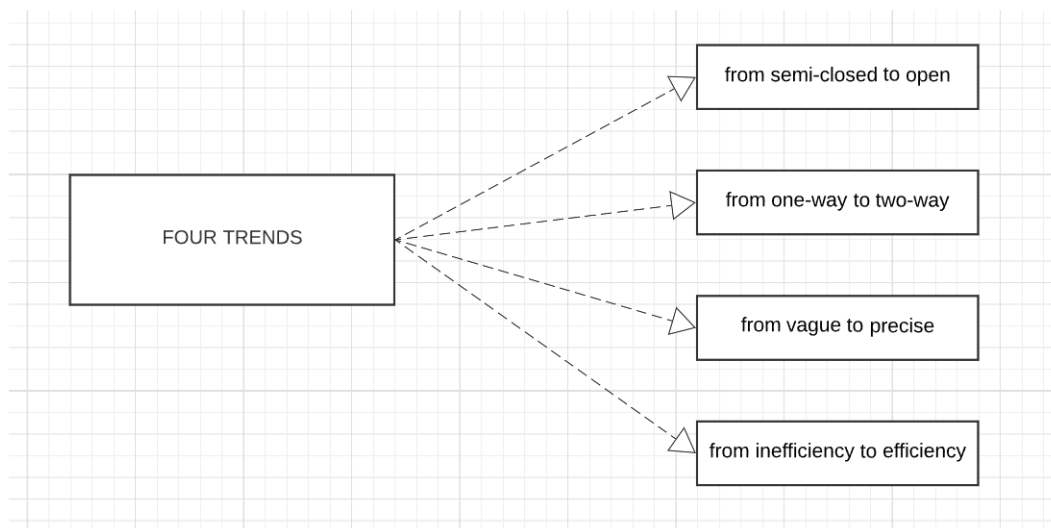 FOUR TRENDS
from semi-closed to open
from one-way to two-way
from vague to precise
from inefficiency to efficiency